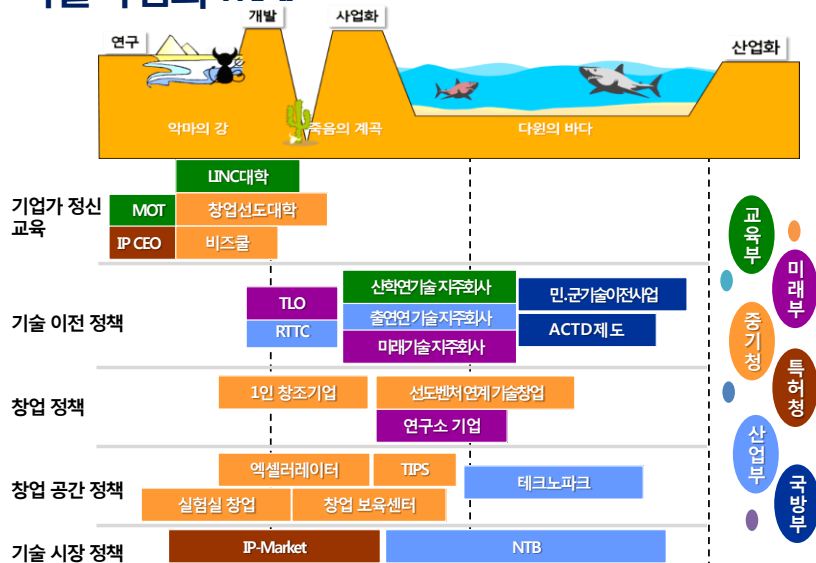 연구
개발
사업화
산업화
악마의 강
죽음의 계곡
다윈의 바다
기업가 정신
교육
LINC대학
MOT
창업선도대학
IP CEO
비즈쿨
기술 이전 정책
TLO
RTTC
산학연기술 지주회사
출연연 기술 지주회사
미래기술 지주회사
민.군기술이전사업
ACTD제도
창업 정책
1인 창조기업
선도벤처 연계 기술창업
연구소 기업
창업 공간 정책
엑셀러레이터
TIPS
테크노파크
실험실 창업
창업 보육센터
기술 시장 정책
IP-Market
NTB
교육부
미래부
중기청
특허청
산업부
국방부